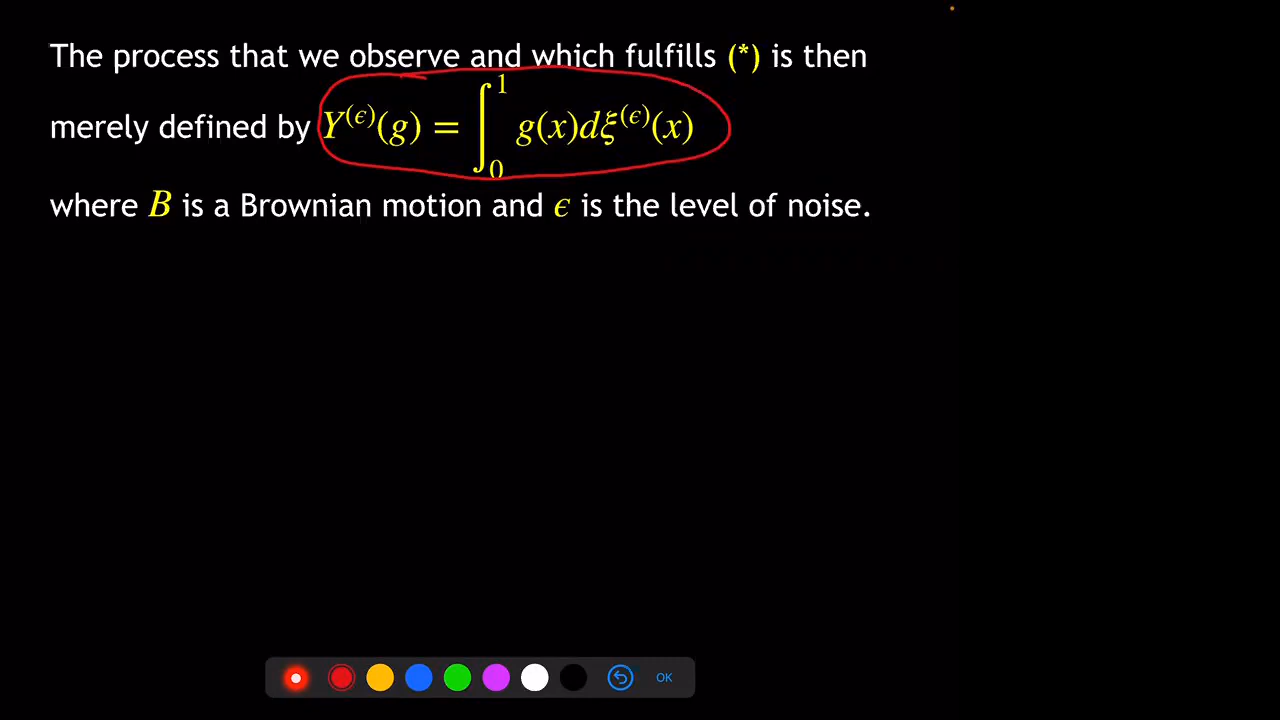 The process that we observe and which fulfills (*) is then
merely defined by Y^{(ϵ)}(g) = ∫_0^1 g(x)dξ^{(ϵ)}(x)
where B is a Brownian motion and ϵ is the level of noise.
OK